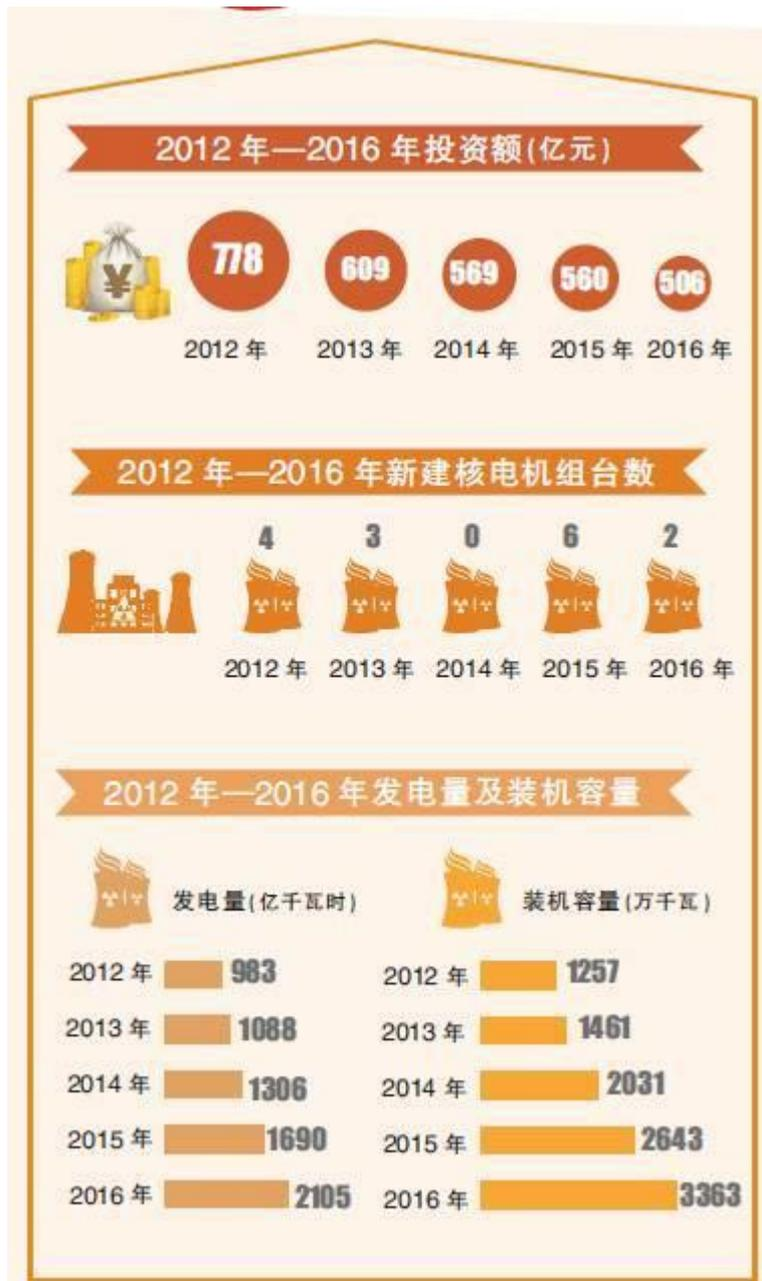 2012 年—2016 年投资额(亿元)
¥
778 609 569 560 506
2012 年 2013 年 2014 年 2015 年 2016 年
2012 年—2016 年新建核电机组台数
4 3 0 6 2
2012 年 2013 年 2014 年 2015 年 2016 年
2012 年—2016 年发电量及装机容量
发电量(亿千瓦时) 装机容量(万千瓦)
2012 年 983 2012 年 1257
2013 年 1088 2013 年 1461
2014 年 1306 2014 年 2031
2015 年 1690 2015 年 2643
2016 年 2105 2016 年 3363